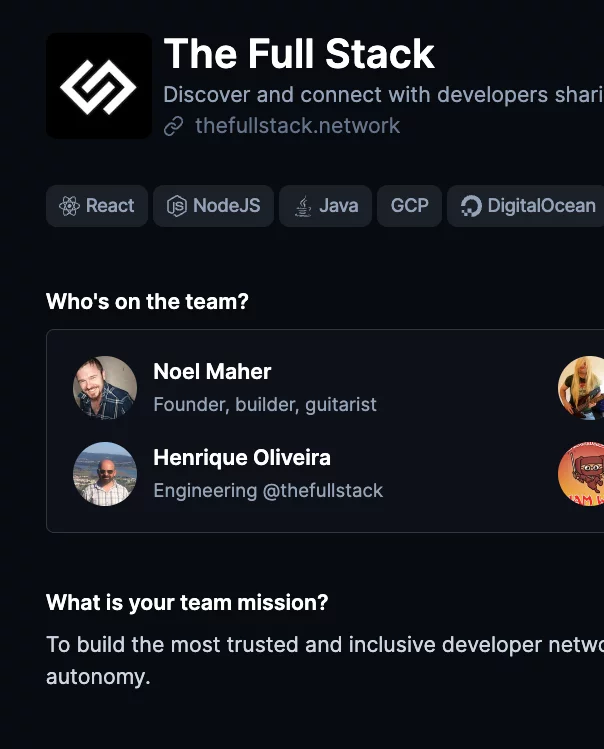 The Full Stack
Discover and connect with developers shari
thefullstack.network
React NodeJS Java GCP DigitalOcean
Who's on the team?
Noel Maher
Founder, builder, guitarist
Henrique Oliveira
Engineering @thefullstack
What is your team mission?
To build the most trusted and inclusive developer netwo
autonomy.